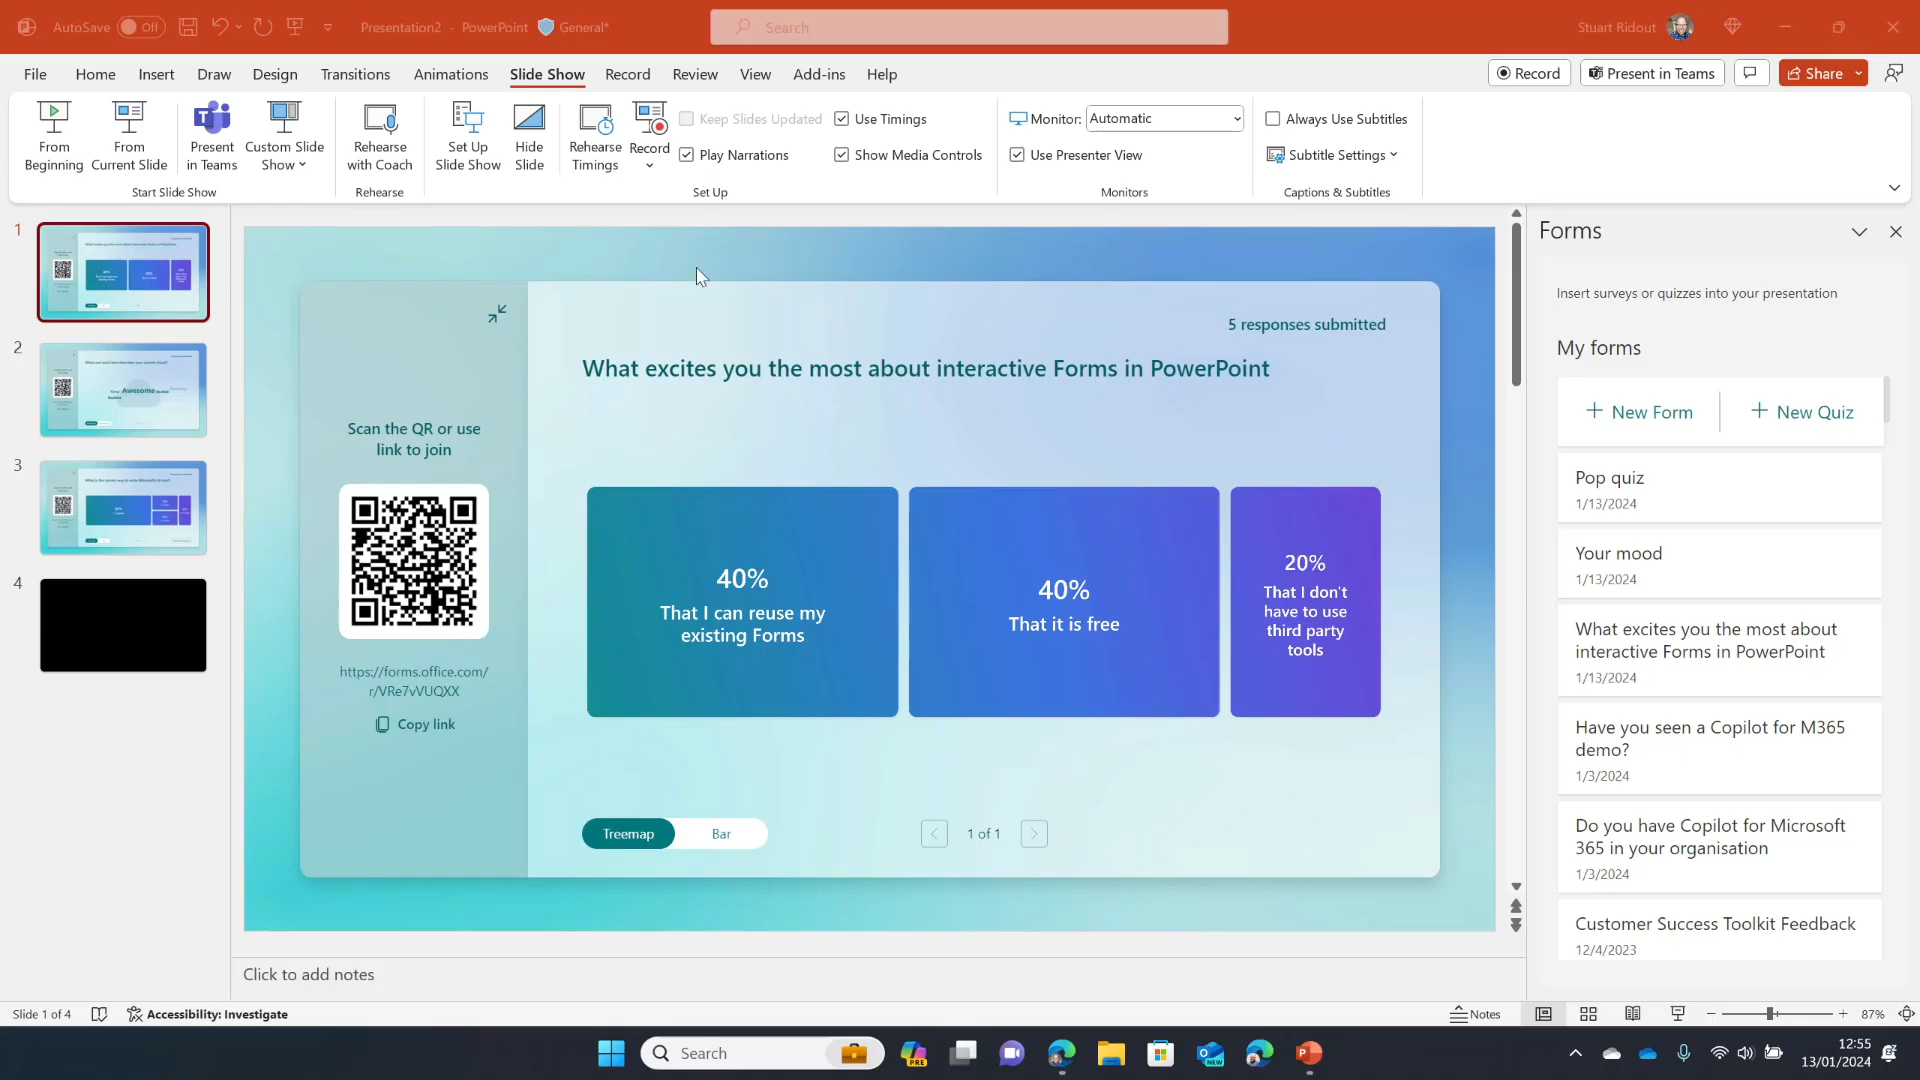 AutoSave Off Presentation2 - PowerPoint General* Search Stuart Ridout
File Home Insert Draw Design Transitions Animations Slide Show Record Review View Add-ins Help Record Present in Teams Share
From Beginning
From Current Slide
Present in Teams
Custom Slide Show
Start Slide Show
Rehearse with Coach
Rehearse
Set Up Slide Show
Hide Slide
Rehearse Timings
Record
Keep Slides Updated
Play Narrations
Use Timings
Show Media Controls
Set Up
Monitor: Automatic
Use Presenter View
Monitors
Always Use Subtitles
Subtitle Settings
Captions & Subtitles
1
2
3
4
Scan the QR or use
link to join
https://forms.office.com/
r/VRe7vVUQXX
Copy link
5 responses submitted
What excites you the most about interactive Forms in PowerPoint
40%
That I can reuse my
existing Forms
40%
That it is free
20%
That I don't
have to use
third party
tools
Treemap Bar
1 of 1
Click to add notes
Forms
Insert surveys or quizzes into your presentation
My forms
New Form New Quiz
Pop quiz
1/13/2024
Your mood
1/13/2024
What excites you the most about
interactive Forms in PowerPoint
1/13/2024
Have you seen a Copilot for M365
demo?
1/3/2024
Do you have Copilot for Microsoft
365 in your organisation
1/3/2024
Customer Success Toolkit Feedback
12/4/2023
Slide 1 of 4 Accessibility: Investigate Notes 87%
Search
PRE
NEW
12:55
13/01/2024